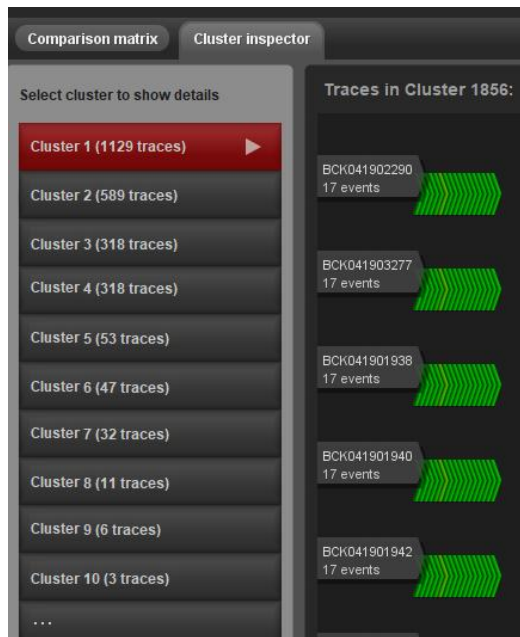 Comparison matrix
Cluster inspector
Select cluster to show details
Cluster 1 (1129 traces)
Cluster 2 (589 traces)
Cluster 3 (318 traces)
Cluster 4 (318 traces)
Cluster 5 (53 traces)
Cluster 6 (47 traces)
Cluster 7 (32 traces)
Cluster 8 (11 traces)
Cluster 9 (6 traces)
Cluster 10 (3 traces)
...
Traces in Cluster 1856:
BCK041902290
17 events
BCK041903277
17 events
BCK041901938
17 events
BCK041901940
17 events
BCK041901942
17 events